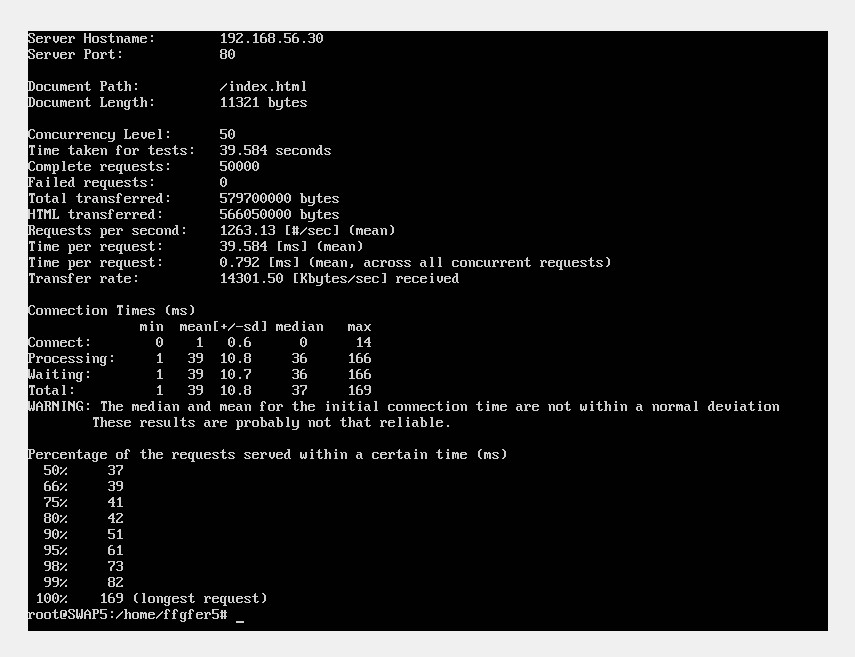 Server Hostname:        192.168.56.30
Server Port:            80
Document Path:          /index.html
Document Length:        11321 bytes
Concurrency Level:      50
Time taken for tests:   39.584 seconds
Complete requests:      50000
Failed requests:        0
Total transferred:      579700000 bytes
HTML transferred:       566050000 bytes
Requests per second:    1263.13 [#/sec] (mean)
Time per request:       39.584 [ms] (mean)
Time per request:       0.792 [ms] (mean, across all concurrent requests)
Transfer rate:          14301.50 [Kbytes/sec] received
Connection Times (ms)
              min  mean[+/-sd] median   max
Connect:        0    1   0.6      0      14
Processing:     1   39  10.8     36     166
Waiting:        1   39  10.7     36     166
Total:          1   39  10.8     37     169
WARNING: The median and mean for the initial connection time are not within a normal deviation
        These results are probably not that reliable.
Percentage of the requests served within a certain time (ms)
  50%     37
  66%     39
  75%     41
  80%     42
  90%     51
  95%     61
  98%     73
  99%     82
 100%    169 (longest request)
root@SWAP5:/home/ffgfer5# _